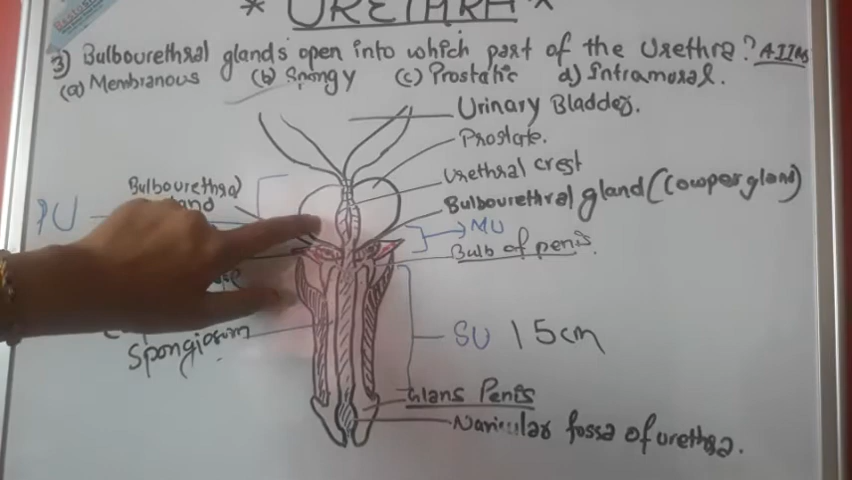 * URETHRA *
3) Bulbourethral glands open into which part of the Urethra? AIIMS
(a) Membranous (b) Spongy (c) Prostatic d) Intramural.
Urinary Bladder.
Prostate.
Urethral crest
Bulbourethral
Bulbourethral gland (Cowper gland)
PU
MU
Bulb of penis.
Spongiosum
SU 15cm
Glans Penis
Navicular fossa of urethra.